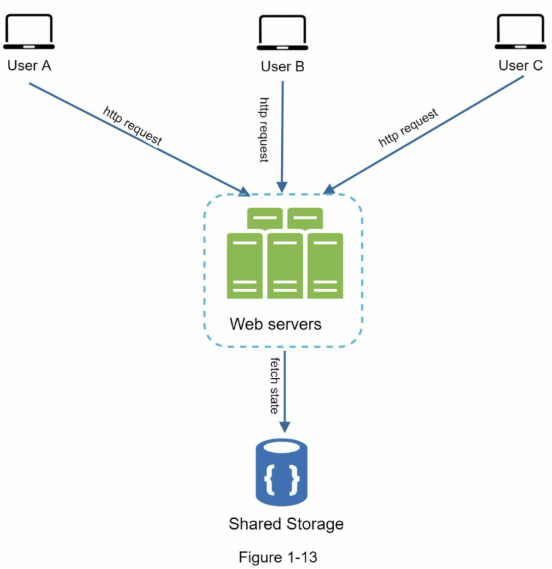 User A
User B
User C
http request
http request
http request
Web servers
fetch state
{ }
Shared Storage
Figure 1-13